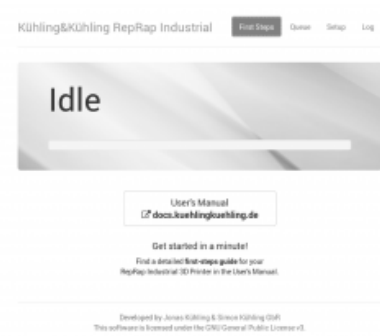 Kühling&Kühling RepRap Industrial
First Steps Queue Setup Log
Idle
User's Manual
docs.kuehlingkuehling.de
Get started in a minute!
Find a detailed first-steps guide for your
RepRap Industrial 3D Printer in the User's Manual.
Developed by Jonas Kühling & Simon Kühling GbR
This software is licensed under the GNU General Public License v3.